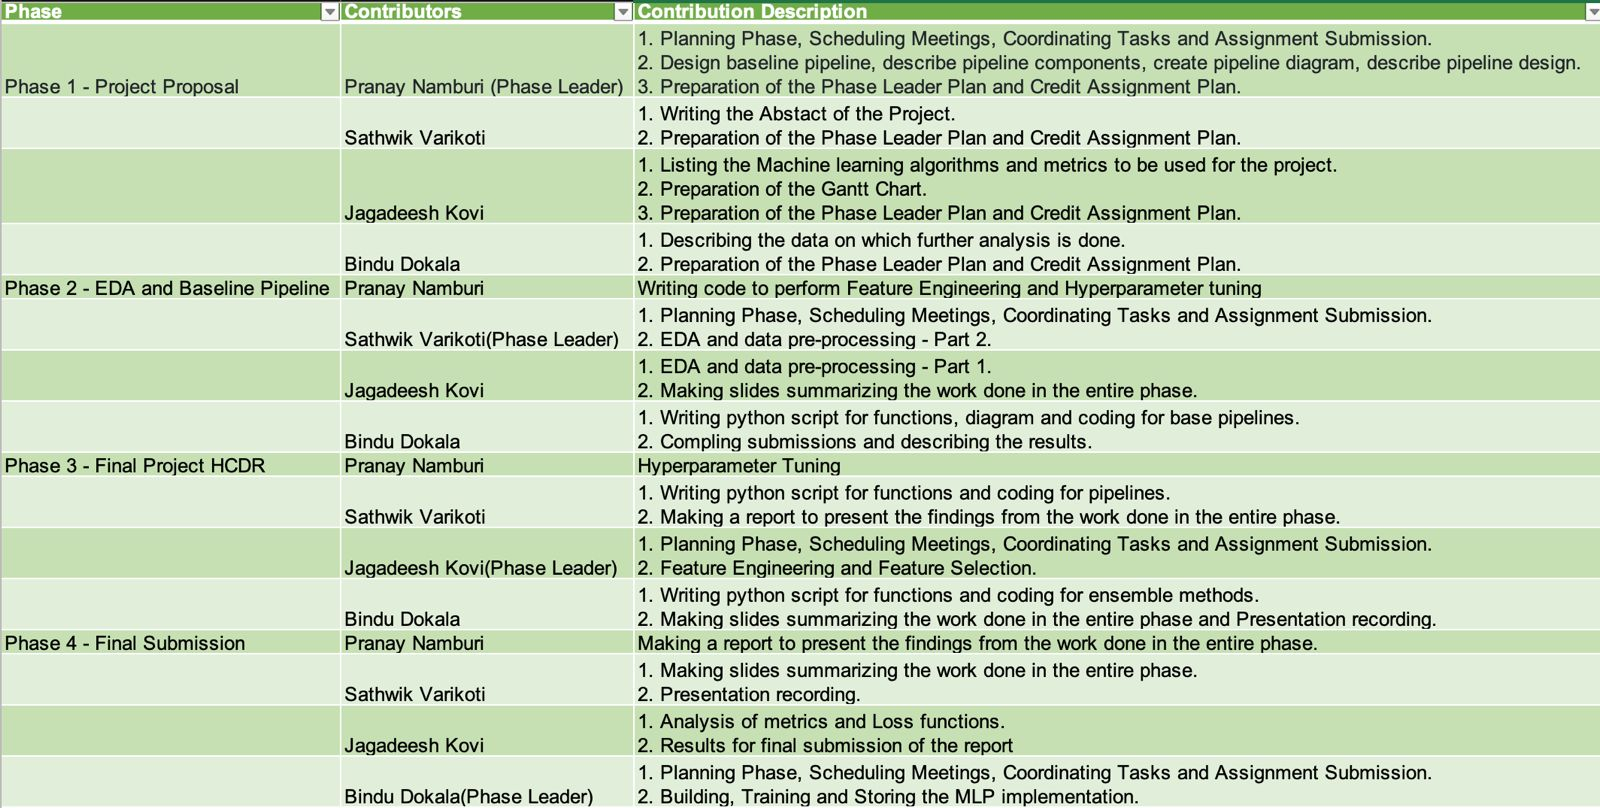 Phase Contributors Contribution Description
1. Planning Phase, Scheduling Meetings, Coordinating Tasks and Assignment Submission.
2. Design baseline pipeline, describe pipeline components, create pipeline diagram, describe pipeline design.
Phase 1 - Project Proposal Pranay Namburi (Phase Leader) 3. Preparation of the Phase Leader Plan and Credit Assignment Plan.
1. Writing the Abstact of the Project.
Sathwik Varikoti 2. Preparation of the Phase Leader Plan and Credit Assignment Plan.
1. Listing the Machine learning algorithms and metrics to be used for the project.
2. Preparation of the Gantt Chart.
Jagadeesh Kovi 3. Preparation of the Phase Leader Plan and Credit Assignment Plan.
1. Describing the data on which further analysis is done.
Bindu Dokala 2. Preparation of the Phase Leader Plan and Credit Assignment Plan.
Phase 2 - EDA and Baseline Pipeline Pranay Namburi Writing code to perform Feature Engineering and Hyperparameter tuning
1. Planning Phase, Scheduling Meetings, Coordinating Tasks and Assignment Submission.
Sathwik Varikoti(Phase Leader) 2. EDA and data pre-processing - Part 2.
1. EDA and data pre-processing - Part 1.
Jagadeesh Kovi 2. Making slides summarizing the work done in the entire phase.
1. Writing python script for functions, diagram and coding for base pipelines.
Bindu Dokala 2. Compling submissions and describing the results.
Phase 3 - Final Project HCDR Pranay Namburi Hyperparameter Tuning
1. Writing python script for functions and coding for pipelines.
Sathwik Varikoti 2. Making a report to present the findings from the work done in the entire phase.
1. Planning Phase, Scheduling Meetings, Coordinating Tasks and Assignment Submission.
Jagadeesh Kovi(Phase Leader) 2. Feature Engineering and Feature Selection.
1. Writing python script for functions and coding for ensemble methods.
Bindu Dokala 2. Making slides summarizing the work done in the entire phase and Presentation recording.
Phase 4 - Final Submission Pranay Namburi Making a report to present the findings from the work done in the entire phase.
1. Making slides summarizing the work done in the entire phase.
Sathwik Varikoti 2. Presentation recording.
1. Analysis of metrics and Loss functions.
Jagadeesh Kovi 2. Results for final submission of the report
1. Planning Phase, Scheduling Meetings, Coordinating Tasks and Assignment Submission.
Bindu Dokala(Phase Leader) 2. Building, Training and Storing the MLP implementation.